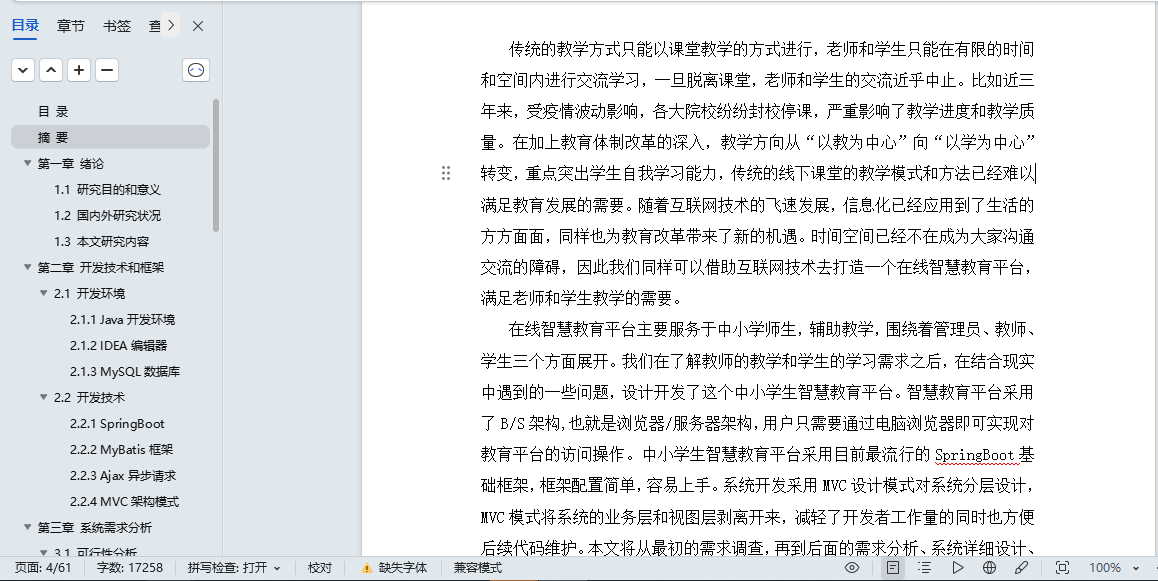 目录 章节 书签 查
目 录
摘 要
第一章 绪论
1.1 研究目的和意义
1.2 国内外研究状况
1.3 本文研究内容
第二章 开发技术和框架
2.1 开发环境
2.1.1 Java 开发环境
2.1.2 IDEA 编辑器
2.1.3 MySQL 数据库
2.2 开发技术
2.2.1 SpringBoot
2.2.2 MyBatis 框架
2.2.3 Ajax 异步请求
2.2.4 MVC 架构模式
第三章 系统需求分析
3.1 可行性分析
传统的教学方式只能以课堂教学的方式进行，老师和学生只能在有限的时间
和空间内进行交流学习，一旦脱离课堂，老师和学生的交流近乎中止。比如近三
年来，受疫情波动影响，各大院校纷纷封校停课，严重影响了教学进度和教学质
量。在加上教育体制改革的深入，教学方向从“以教为中心”向“以学为中心”
转变，重点突出学生自我学习能力，传统的线下课堂的教学模式和方法已经难以
满足教育发展的需要。随着互联网技术的飞速发展，信息化已经应用到了生活的
方方面面，同样也为教育改革带来了新的机遇。时间空间已经不在成为大家沟通
交流的障碍，因此我们同样可以借助互联网技术去打造一个在线智慧教育平台，
满足老师和学生教学的需要。
在线智慧教育平台主要服务于中小学师生，辅助教学，围绕着管理员、教师、
学生三个方面展开。我们在了解教师的教学和学生的学习需求之后，在结合现实
中遇到的一些问题，设计开发了这个中小学生智慧教育平台。智慧教育平台采用
了 B/S 架构,也就是浏览器/服务器架构，用户只需要通过电脑浏览器即可实现对
教育平台的访问操作。中小学生智慧教育平台采用目前最流行的 SpringBoot 基
础框架，框架配置简单，容易上手。系统开发采用 MVC 设计模式对系统分层设计，
MVC 模式将系统的业务层和视图层剥离开来，减轻了开发者工作量的同时也方便
后续代码维护。本文将从最初的需求调查，再到后面的需求分析、系统详细设计、
页面: 4/61 字数: 17258 拼写检查: 打开 校对 缺失字体 兼容模式 100%